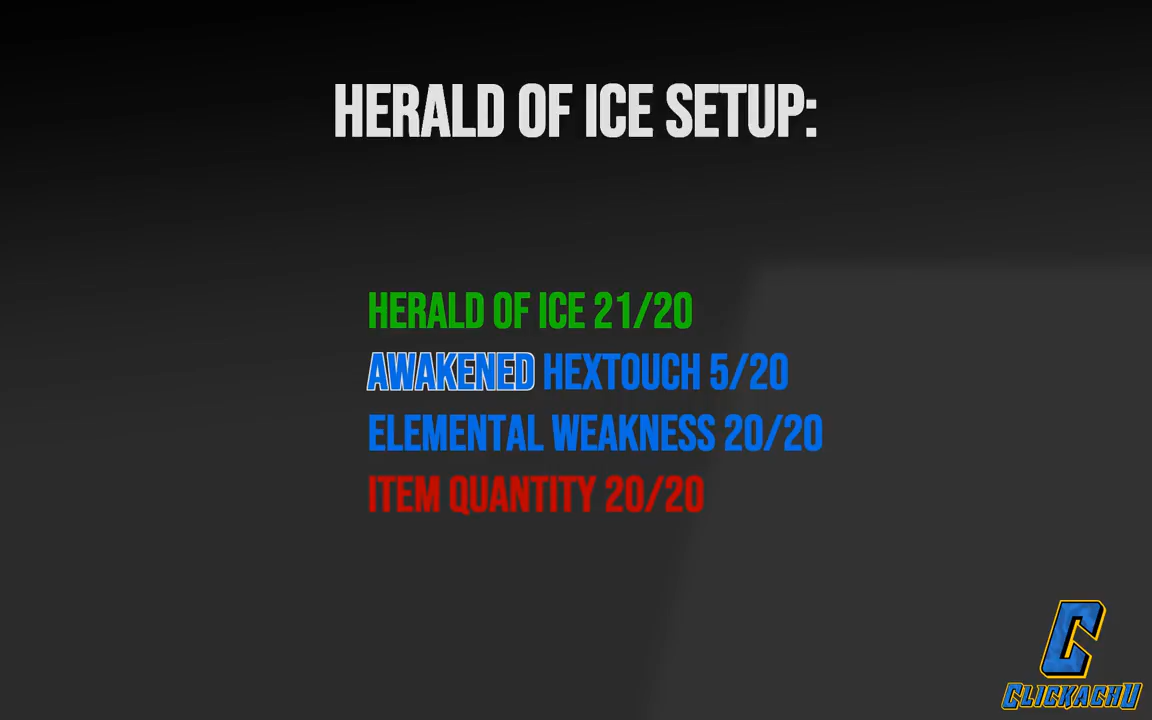 HERALD OF ICE SETUP:
HERALD OF ICE 21/20
AWAKENED HEXTOUCH 5/20
ELEMENTAL WEAKNESS 20/20
ITEM QUANTITY 20/20
C
CLICKACHU